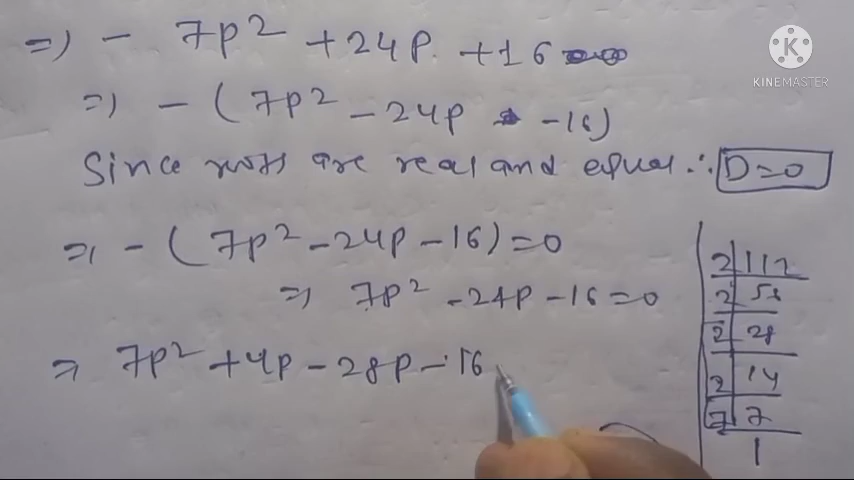 =) - 7p² + 24p + 16
K
KINEMASTER
=) - (7p² - 24p - 16)
Since roots are real and equal ∴ D=0
=) - (7p² - 24p - 16) = 0
=) 7p² - 24p - 16 = 0
⇒ 7p² + 4p - 28p - 16
2 | 112
2 | 56
2 | 28
2 | 14
7 | 7
1